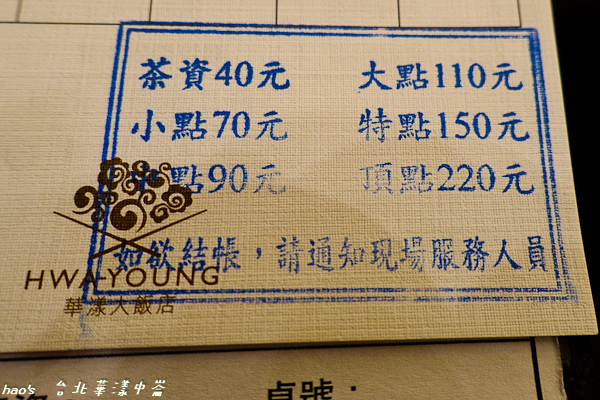 茶資40元 大點110元
小點70元 特點150元
點90元 頂點220元
如欲結帳，請通知現場服務人員
HWA YOUNG
華漾大飯店
桌號：
hao's 台北華漾中崙